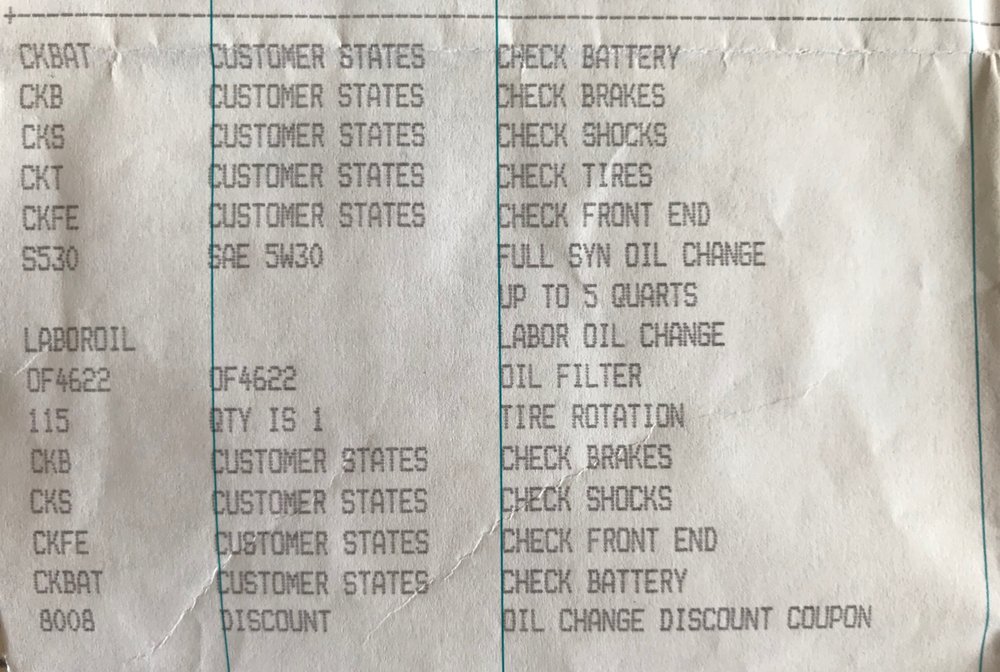 CKBAT CUSTOMER STATES CHECK BATTERY
CKB CUSTOMER STATES CHECK BRAKES
CKS CUSTOMER STATES CHECK SHOCKS
CKT CUSTOMER STATES CHECK TIRES
CKFE CUSTOMER STATES CHECK FRONT END
S530 SAE 5W30 FULL SYN OIL CHANGE
UP TO 5 QUARTS
LABOROIL LABOR OIL CHANGE
OF4622 OF4622 OIL FILTER
115 QTY IS 1 TIRE ROTATION
CKB CUSTOMER STATES CHECK BRAKES
CKS CUSTOMER STATES CHECK SHOCKS
CKFE CUSTOMER STATES CHECK FRONT END
CKBAT CUSTOMER STATES CHECK BATTERY
8008 DISCOUNT OIL CHANGE DISCOUNT COUPON